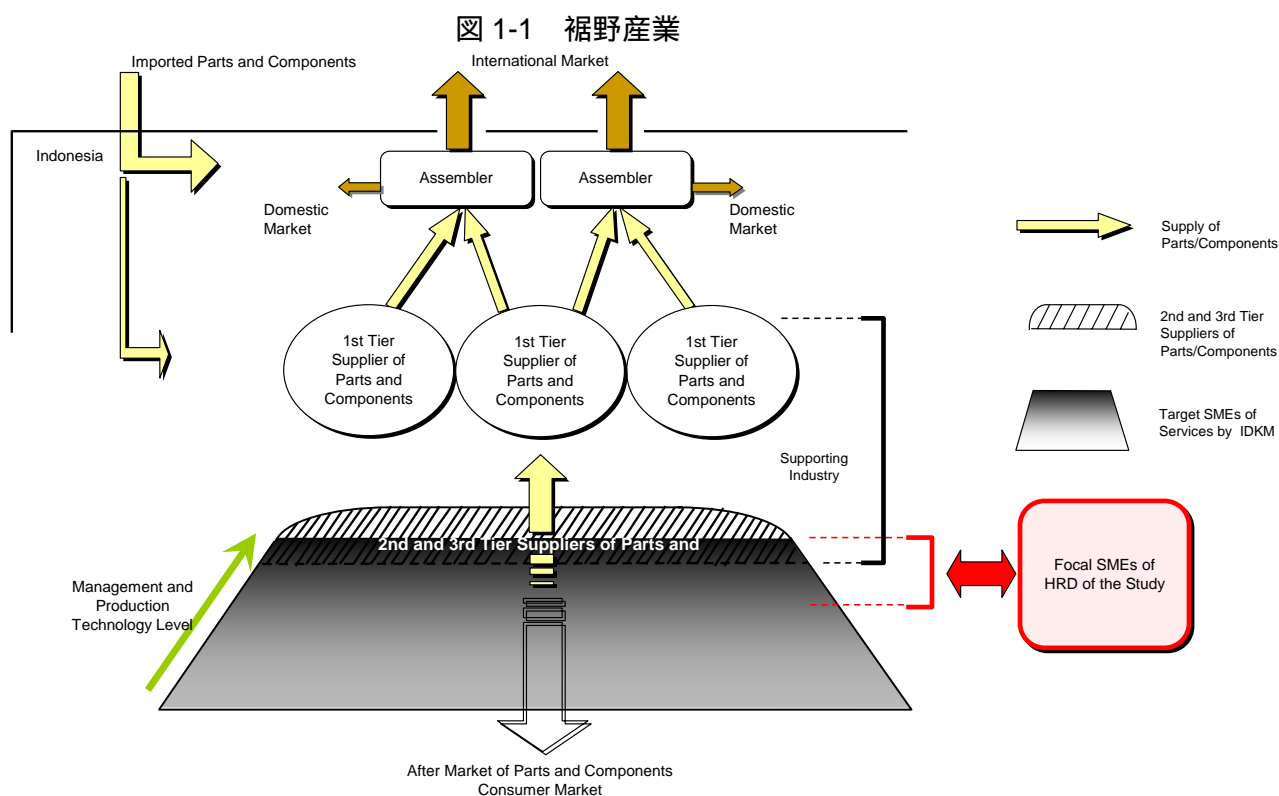 図 1-1 裾野産業
Imported Parts and Components
International Market
Indonesia
Assembler
Assembler
Domestic
Market
Domestic
Market
Supply of
Parts/Components
1st Tier
Supplier of
Parts and
Components
1st Tier
Supplier of
Parts and
Components
1st Tier
Supplier of
Parts and
Components
2nd and 3rd Tier
Suppliers of
Parts/Components
Target SMEs of
Services by IDKM
Supporting
Industry
2nd and 3rd Tier Suppliers of Parts and
Management and
Production
Technology Level
Focal SMEs of
HRD of the Study
After Market of Parts and Components
Consumer Market